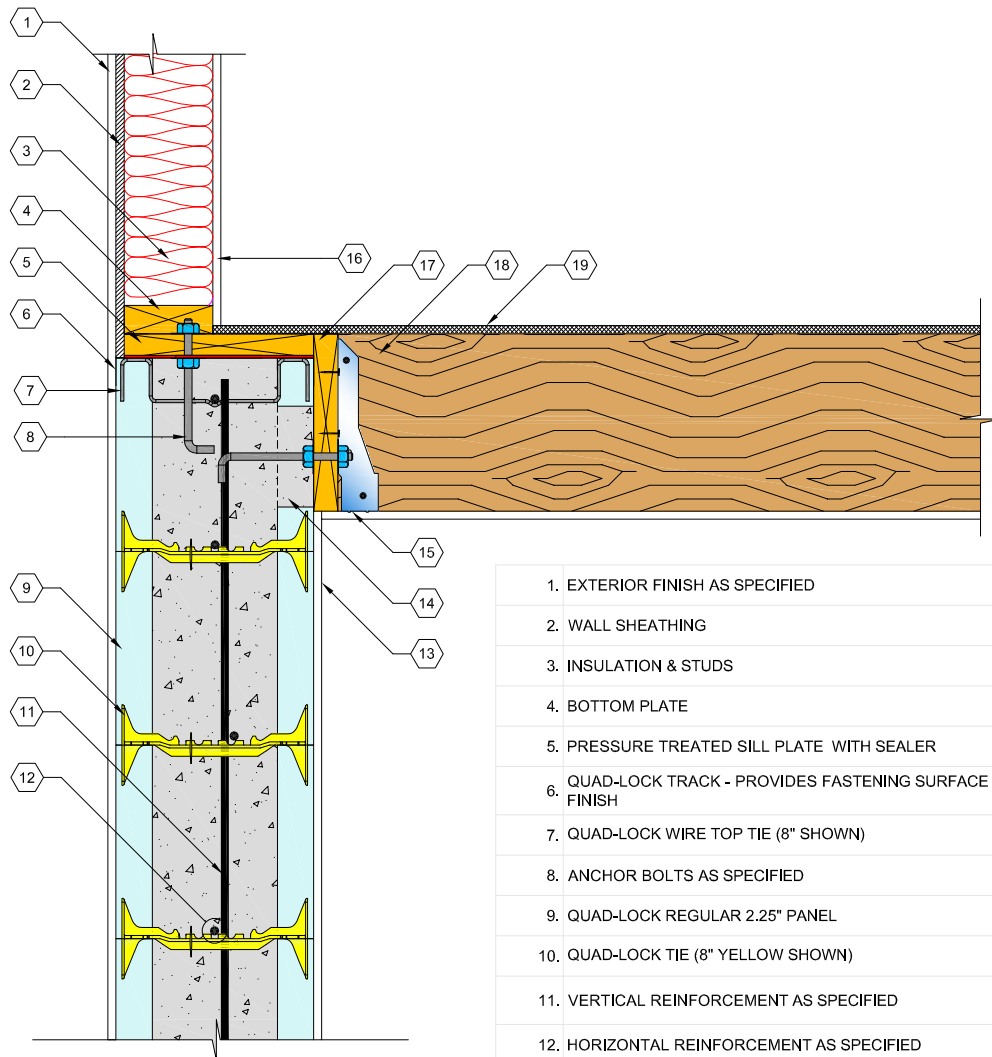 1
2
3
4
5
6
7
8
9
10
11
12
16
17
18
19
15
14
13
1. EXTERIOR FINISH AS SPECIFIED
2. WALL SHEATHING
3. INSULATION & STUDS
4. BOTTOM PLATE
5. PRESSURE TREATED SILL PLATE WITH SEALER
6. QUAD-LOCK TRACK - PROVIDES FASTENING SURFACE
FINISH
7. QUAD-LOCK WIRE TOP TIE (8" SHOWN)
8. ANCHOR BOLTS AS SPECIFIED
9. QUAD-LOCK REGULAR 2.25" PANEL
10. QUAD-LOCK TIE (8" YELLOW SHOWN)
11. VERTICAL REINFORCEMENT AS SPECIFIED
12. HORIZONTAL REINFORCEMENT AS SPECIFIED